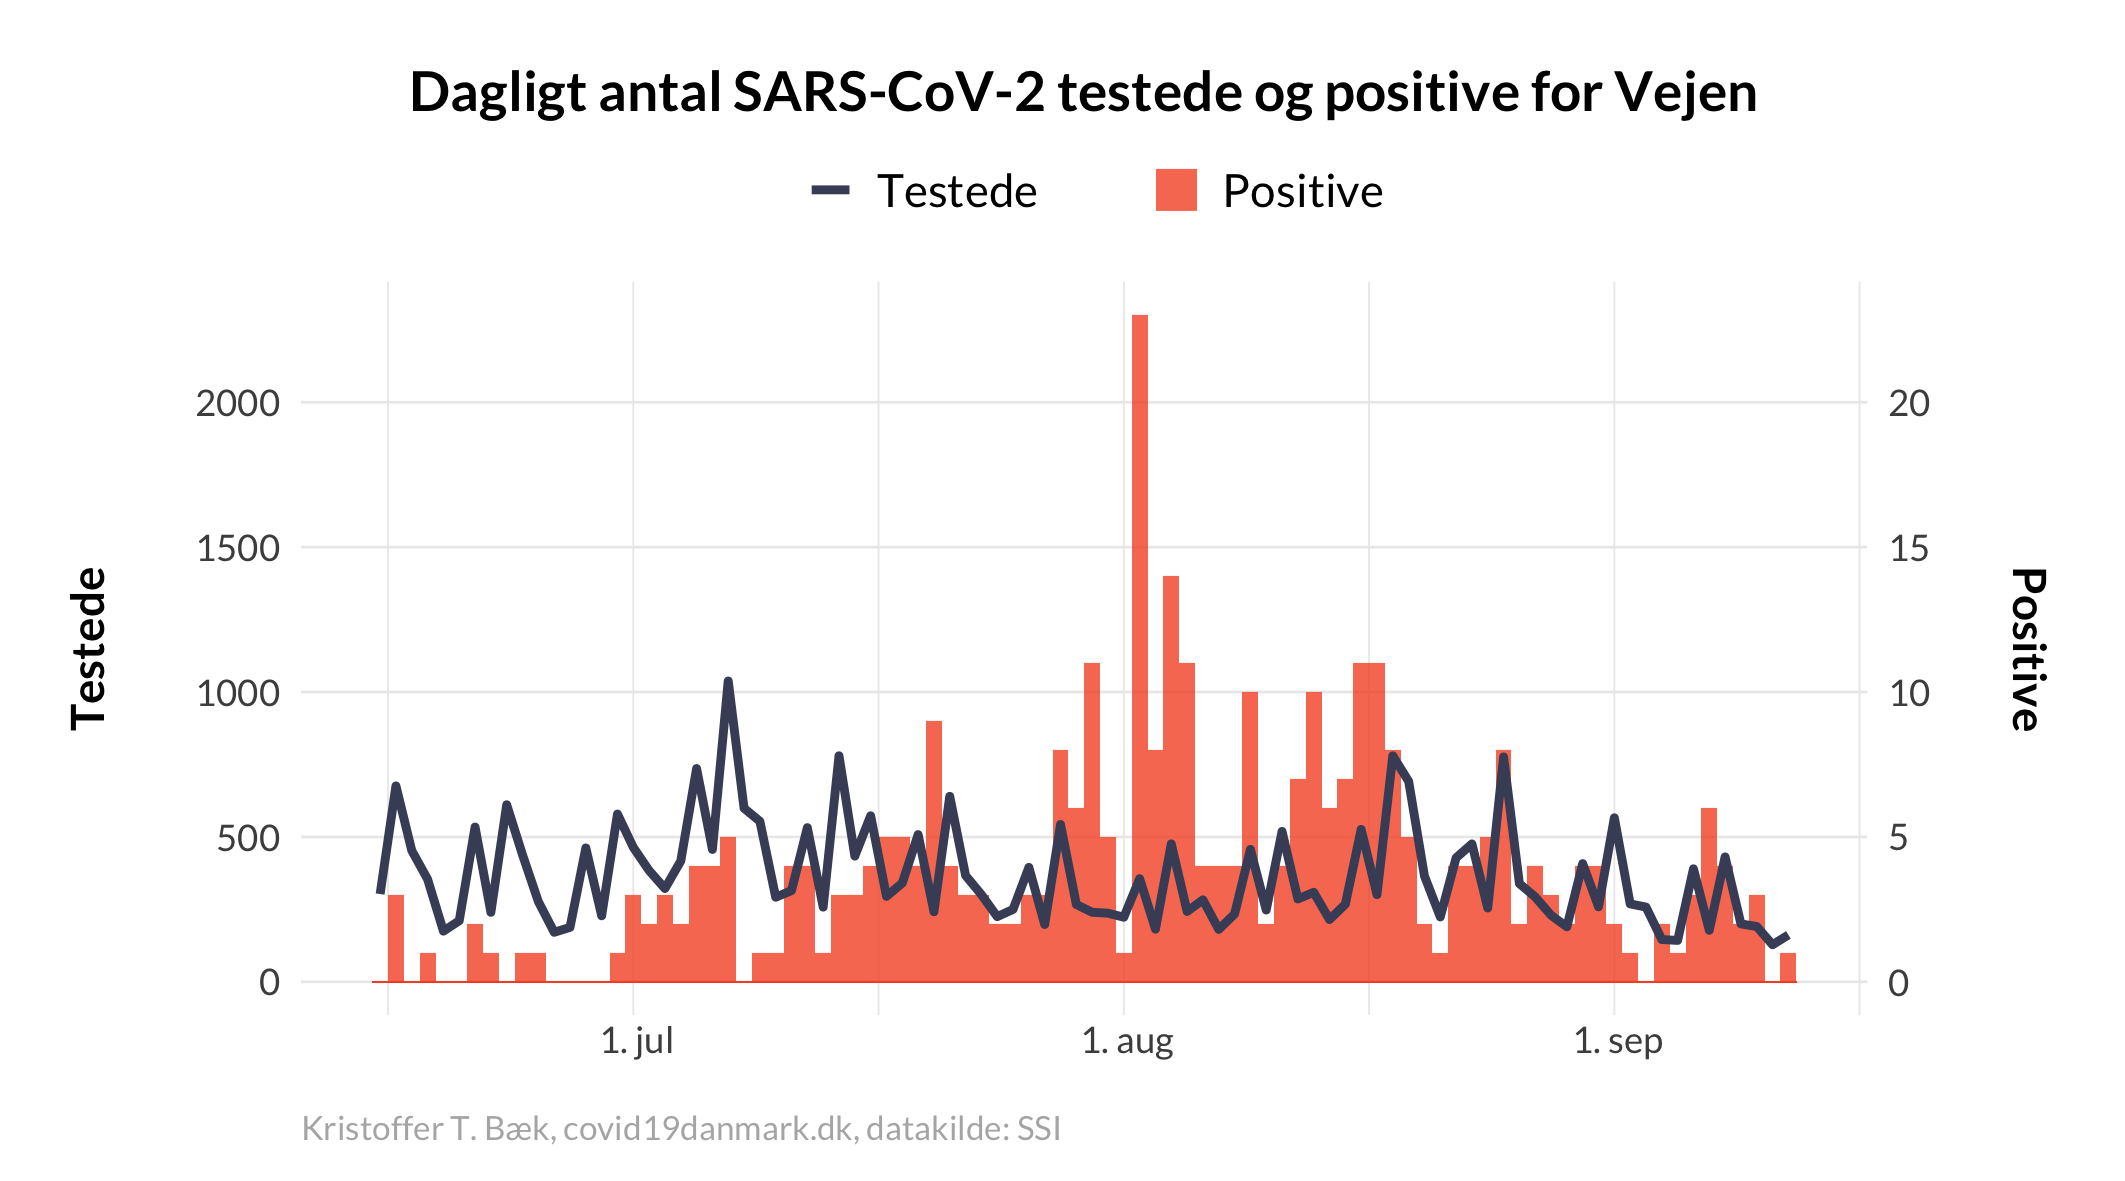 Dagligt antal SARS-CoV-2 testede og positive for Vejen
Testede
Positive
2000
1500
1000
500
0
Testede
20
15
10
5
0
Positive
1. jul
1. aug
1. sep
Kristoffer T. Bæk, covid19danmark.dk, datakilde: SSI